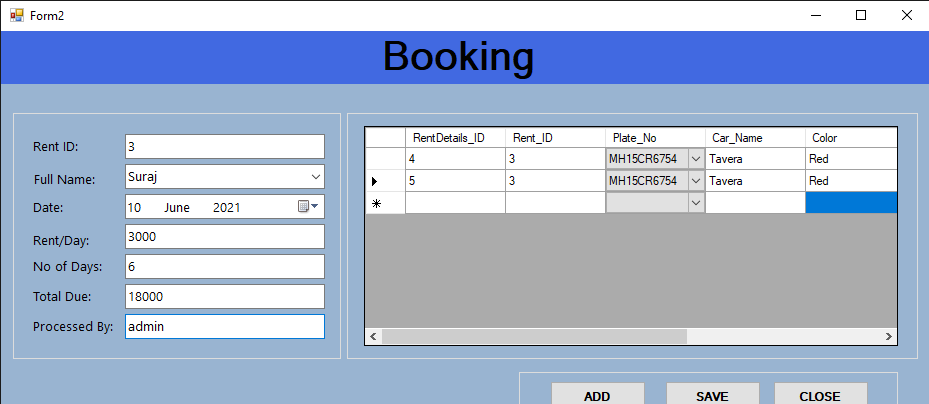 Form2
Booking
Rent ID: 3
Full Name: Suraj
Date: 10 June 2021
Rent/Day: 3000
No of Days: 6
Total Due: 18000
Processed By: admin
RentDetails_ID Rent_ID Plate_No Car_Name Color
4 3 MH15CR6754 Tavera Red
5 3 MH15CR6754 Tavera Red
ADD SAVE CLOSE